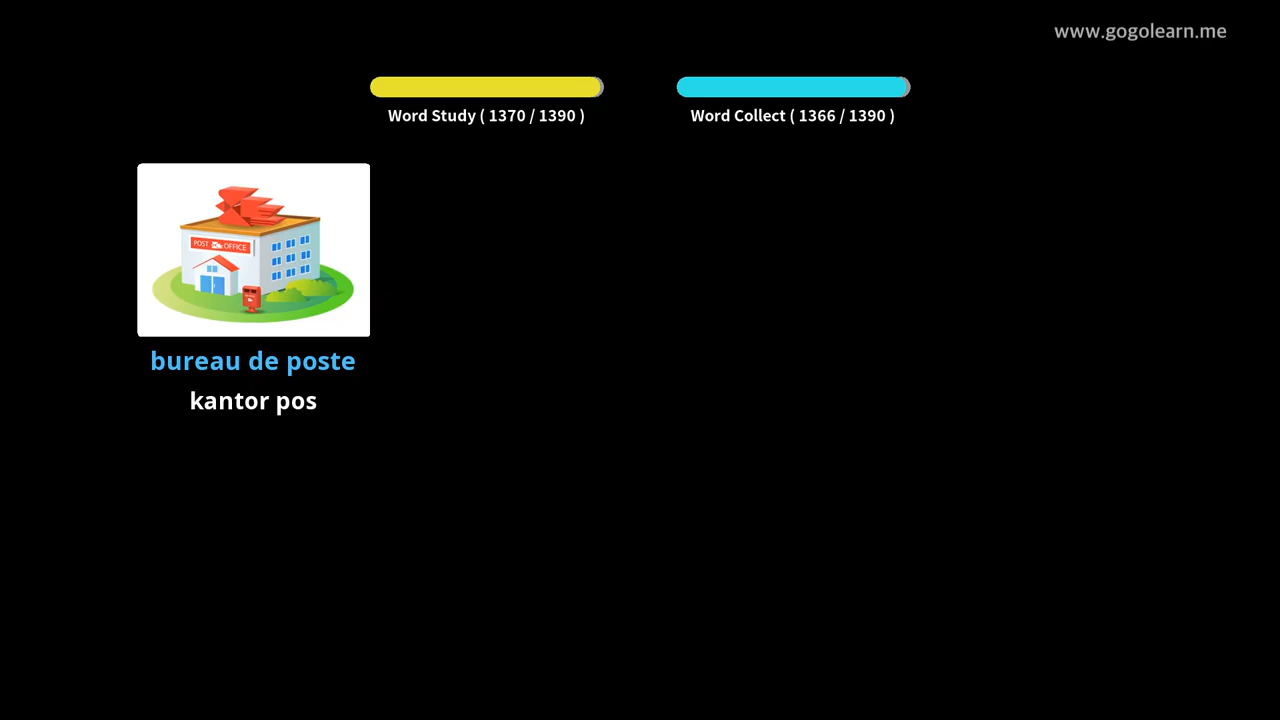 www.gogolearn.me
Word Study ( 1370 / 1390 )
Word Collect ( 1366 / 1390 )
POST OFFICE
bureau de poste
kantor pos